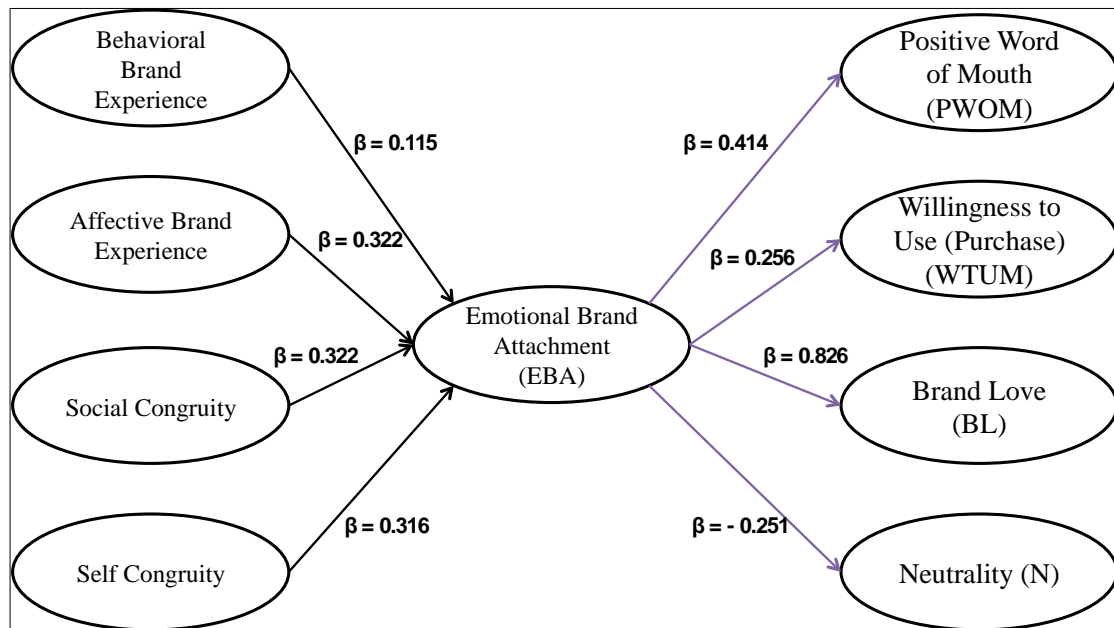 Behavioral
Brand
Experience
β = 0.115
Affective Brand
Experience
β = 0.322
Social Congruity
β = 0.322
Self Congruity
β = 0.316
Emotional Brand
Attachment
(EBA)
β = 0.414
Positive Word
of Mouth
(PWOM)
β = 0.256
Willingness to
Use (Purchase)
(WTUM)
β = 0.826
Brand Love
(BL)
β = - 0.251
Neutrality (N)